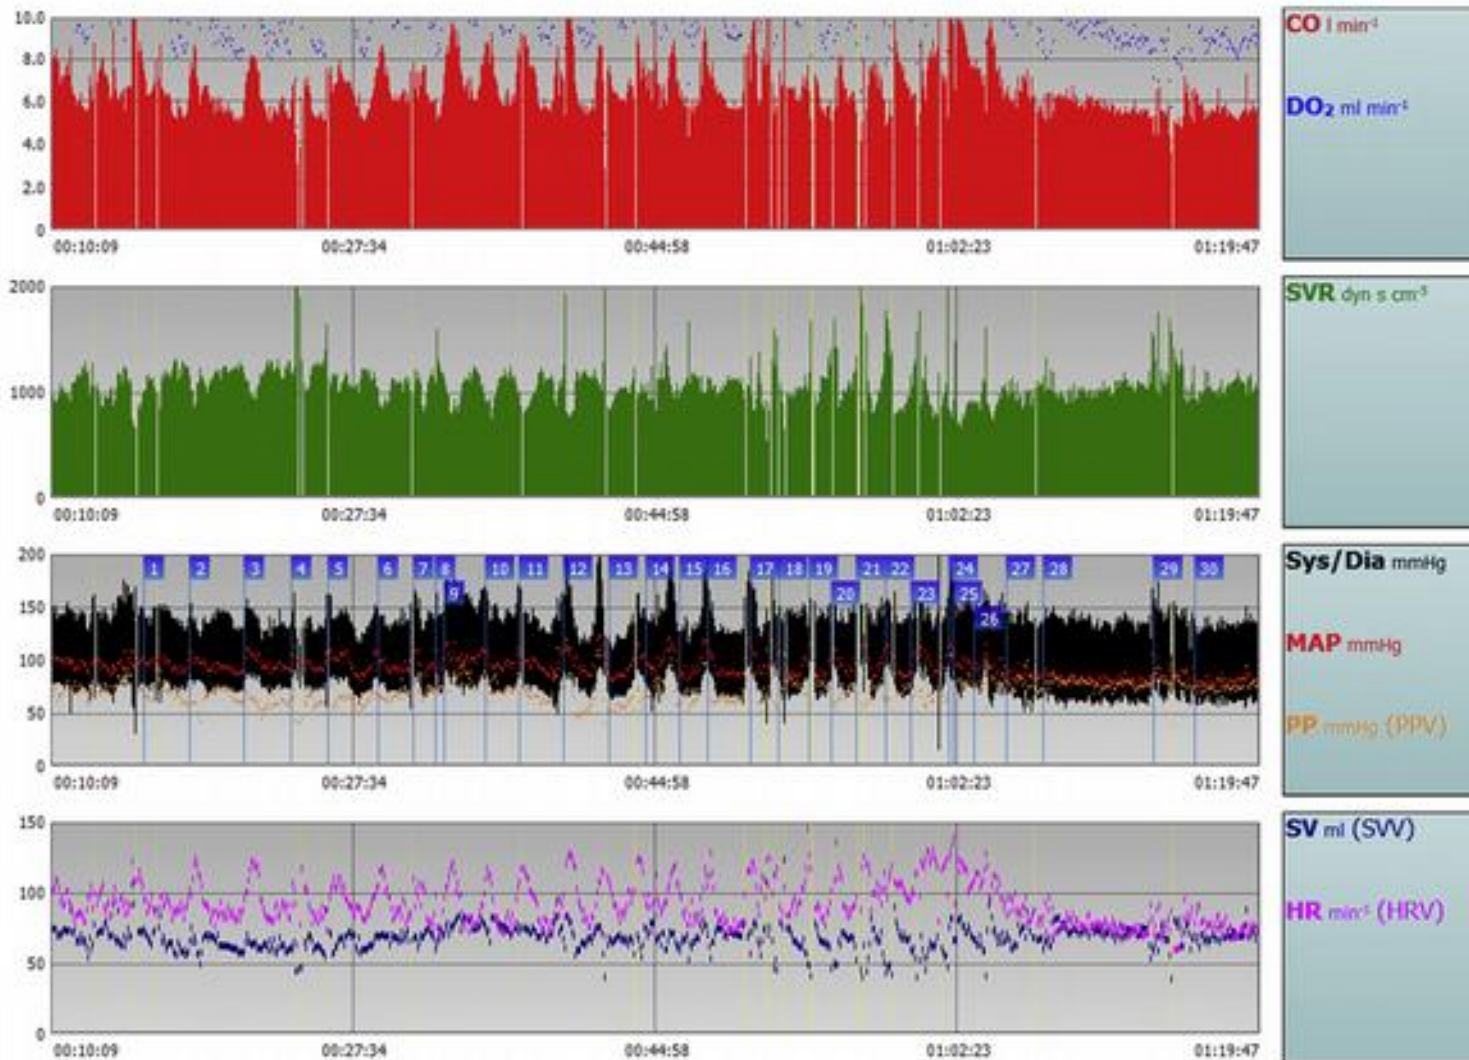 10.0
8.0
6.0
4.0
2.0
0
00:10:09 00:27:34 00:44:58 01:02:23 01:19:47
CO l min⁻¹
DO₂ ml min⁻¹
2000
1000
0
00:10:09 00:27:34 00:44:58 01:02:23 01:19:47
SVR dyn s cm⁻⁵
200
150
100
50
0
1 2 3 4 5 6 7 8 10 11 12 13 14 15 16 17 18 19 21 22 24 27 28 29 30
9 20 23 25
26
00:10:09 00:27:34 00:44:58 01:02:23 01:19:47
Sys/Dia mmHg
MAP mmHg
PP mmHg (PPV)
150
100
50
0
00:10:09 00:27:34 00:44:58 01:02:23 01:19:47
SV ml (SVV)
HR min⁻¹ (HRV)